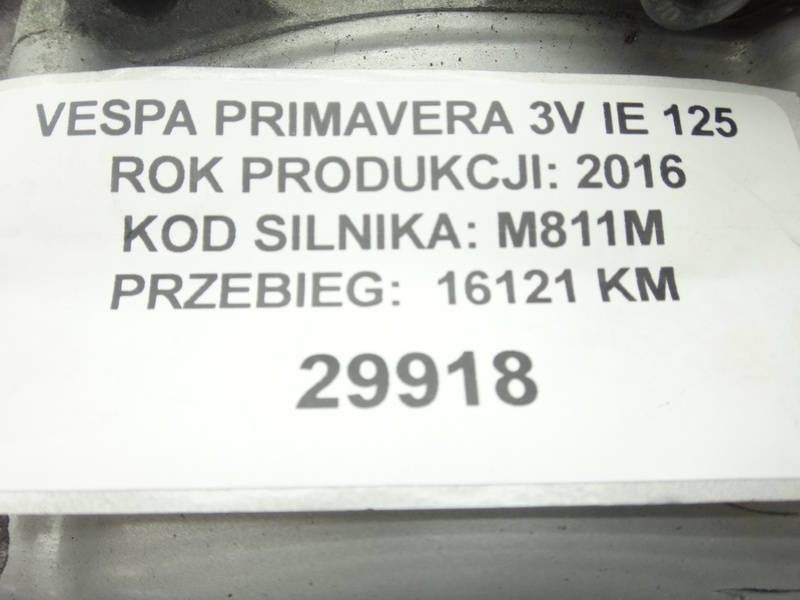 VESPA PRIMAVERA 3V IE 125
ROK PRODUKCJI: 2016
KOD SILNIKA: M811M
PRZEBIEG: 16121 KM
29918